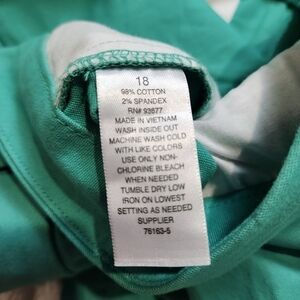 18
98% COTTON
2% SPANDEX
RN# 93677
MADE IN VIETNAM
WASH INSIDE OUT
MACHINE WASH COLD
WITH LIKE COLORS
USE ONLY NON-
CHLORINE BLEACH
WHEN NEEDED
TUMBLE DRY LOW
IRON ON LOWEST
SETTING AS NEEDED
SUPPLIER
76163-5